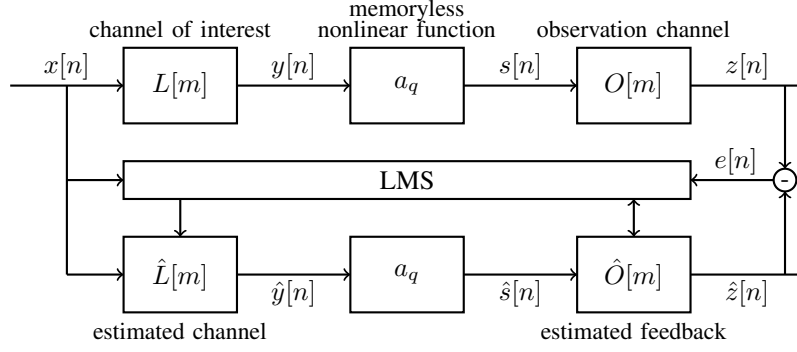 memoryless
channel of interest nonlinear function observation channel
x[n] L[m] y[n] a_q s[n] O[m] z[n]
LMS e[n]
-
L̂[m] ŷ[n] a_q ŝ[n] Ô[m] ẑ[n]
estimated channel estimated feedback